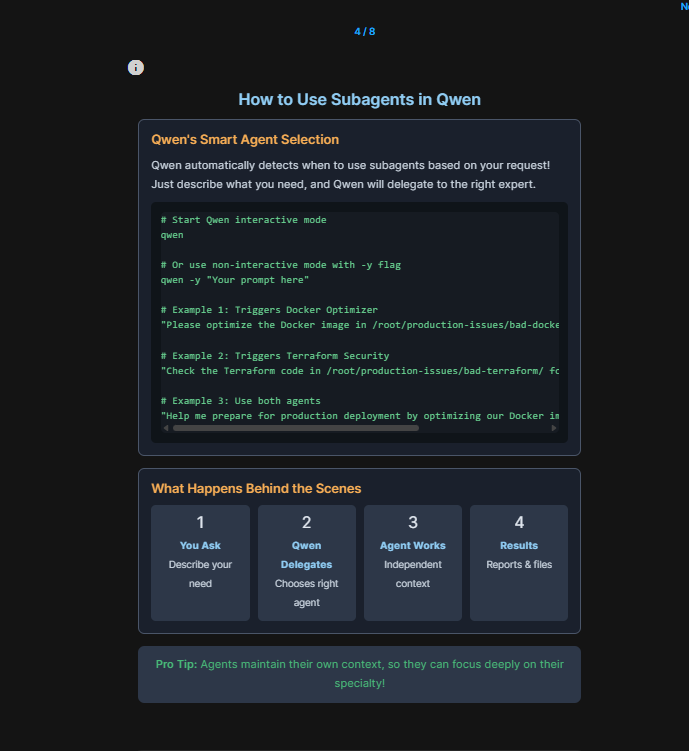 4 / 8
How to Use Subagents in Qwen
Qwen's Smart Agent Selection
Qwen automatically detects when to use subagents based on your request!
Just describe what you need, and Qwen will delegate to the right expert.
# Start Qwen interactive mode
qwen
# Or use non-interactive mode with -y flag
qwen -y "Your prompt here"
# Example 1: Triggers Docker Optimizer
"Please optimize the Docker image in /root/production-issues/bad-docke
# Example 2: Triggers Terraform Security
"Check the Terraform code in /root/production-issues/bad-terraform/ fo
# Example 3: Use both agents
"Help me prepare for production deployment by optimizing our Docker im
What Happens Behind the Scenes
1
You Ask
Describe your
need
2
Qwen
Delegates
Chooses right
agent
3
Agent Works
Independent
context
4
Results
Reports & files
Pro Tip: Agents maintain their own context, so they can focus deeply on their
specialty!